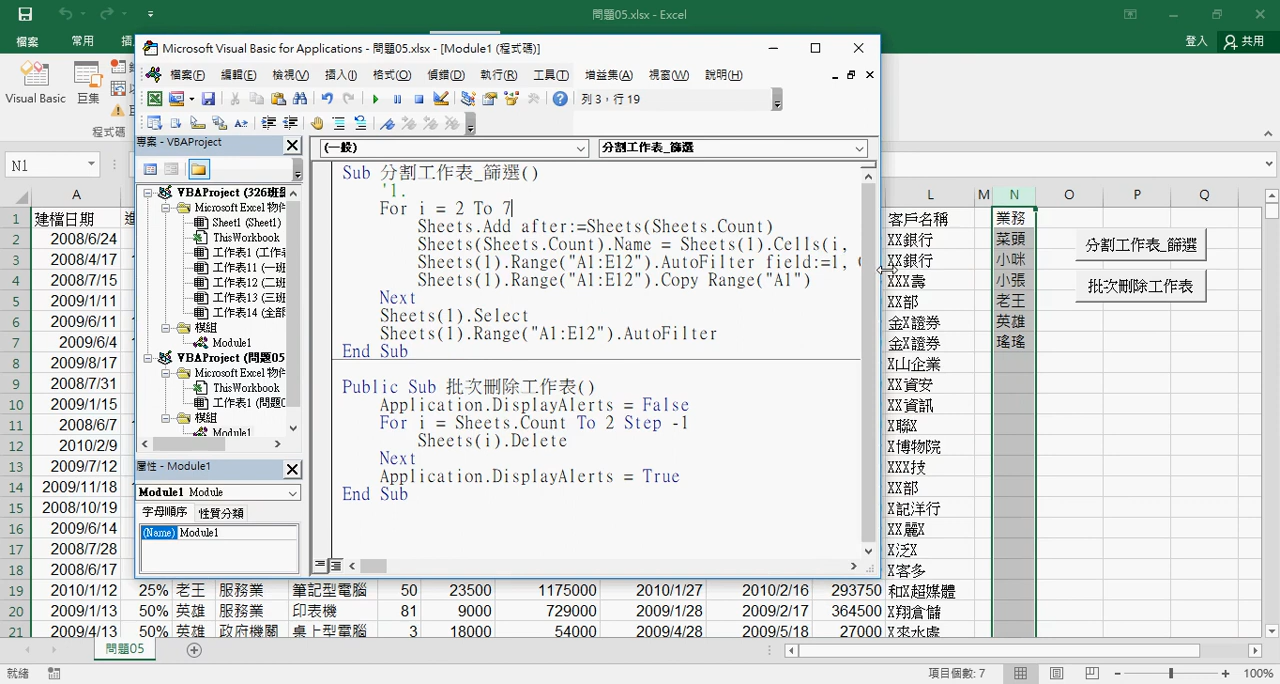 問題05.xlsx - Excel
檔案
常用
登入
共用
Visual Basic
巨集
程式碼
N1
Microsoft Visual Basic for Applications - 問題05.xlsx - [Module1 (程式碼)]
檔案(F) 編輯(E) 檢視(V) 插入(I) 格式(O) 偵錯(D) 執行(R) 工具(T) 增益集(A) 視窗(W) 說明(H)
列 3,行 19
專案 - VBAProject
VBAProject (326班
Microsoft Excel 物件
Sheet1 (Sheet1)
ThisWorkbook
工作表1 (工作
工作表11 (一班
工作表12 (二班
工作表13 (三班
工作表14 (全部
模組
Module1
VBAProject (問題05
Microsoft Excel 物件
ThisWorkbook
工作表1 (問題0
模組
Module1
屬性 - Module1
Module1 Module
字母順序 性質分類
(Name) Module1
(一般)
分割工作表_篩選
Sub 分割工作表_篩選()
'1.
For i = 2 To 7
Sheets.Add after:=Sheets(Sheets.Count)
Sheets(Sheets.Count).Name = Sheets(1).Cells(i,
Sheets(1).Range("A1:E12").AutoFilter field:=1,
Sheets(1).Range("A1:E12").Copy Range("A1")
Next
Sheets(1).Select
Sheets(1).Range("A1:E12").AutoFilter
End Sub
Public Sub 批次刪除工作表()
Application.DisplayAlerts = False
For i = Sheets.Count To 2 Step -1
Sheets(i).Delete
Next
Application.DisplayAlerts = True
End Sub
A L M N O P Q
1 建檔日期 客戶名稱 業務
2 2008/6/24 XX銀行 菜頭
3 2008/4/17 XX銀行 小咪
4 2008/7/15 XXX壽 小張
5 2009/1/11 XX部 老王
6 2009/6/11 金X證券 英雄
7 2009/6/4 金X證券 瑤瑤
8 2009/8/17 X山企業
9 2008/7/31 XX資安
10 2009/1/15 XX資訊
11 2008/6/7 X聯X
12 2010/2/9 X博物院
13 2009/7/12 XXX技
14 2009/11/18 XX部
15 2008/10/19 X記洋行
16 2009/6/14 XX麗X
17 2008/7/28 X泛X
18 2008/6/17 X客多
19 2010/1/12 25% 老王 服務業 筆記型電腦 50 23500 1175000 2010/1/27 2010/2/16 293750 和X超媒體
20 2009/1/13 50% 英雄 服務業 印表機 81 9000 729000 2009/1/28 2009/2/17 364500 X翔倉儲
21 2009/4/13 50% 英雄 政府機關 桌上型電腦 3 18000 54000 2009/4/28 2009/5/18 27000 X來水處
分割工作表_篩選
批次刪除工作表
問題05
就緒
項目個數: 7
100%